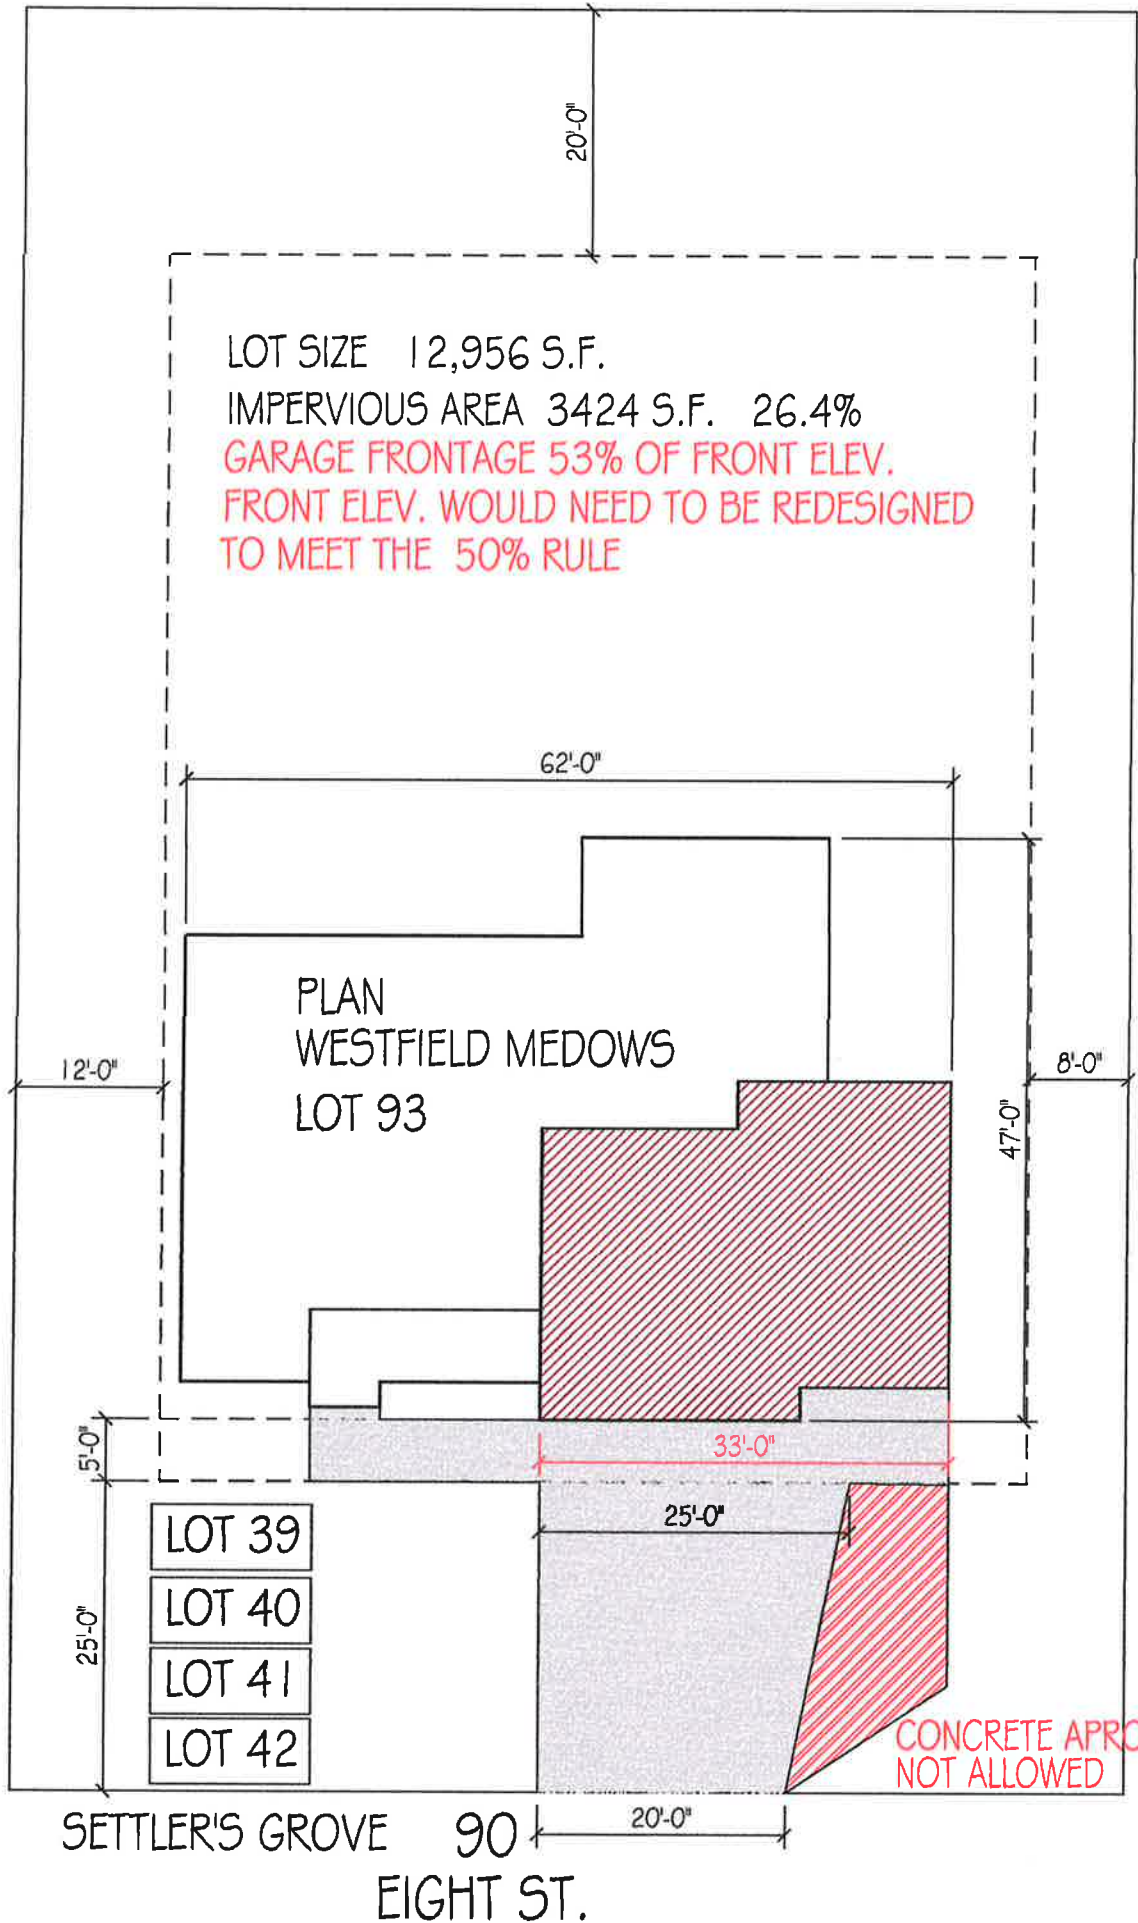 20'-0"
LOT SIZE 12,956 S.F.
IMPERVIOUS AREA 3424 S.F. 26.4%
GARAGE FRONTAGE 53% OF FRONT ELEV.
FRONT ELEV. WOULD NEED TO BE REDESIGNED
TO MEET THE 50% RULE
62'-0"
PLAN
WESTFIELD MEDOWS
LOT 93
12'-0"
8'-0"
47'-0"
5'-0"
33'-0"
25'-0"
LOT 39
LOT 40
LOT 41
LOT 42
25'-0"
CONCRETE APRO
NOT ALLOWED
SETTLER'S GROVE 90
20'-0"
EIGHT ST.